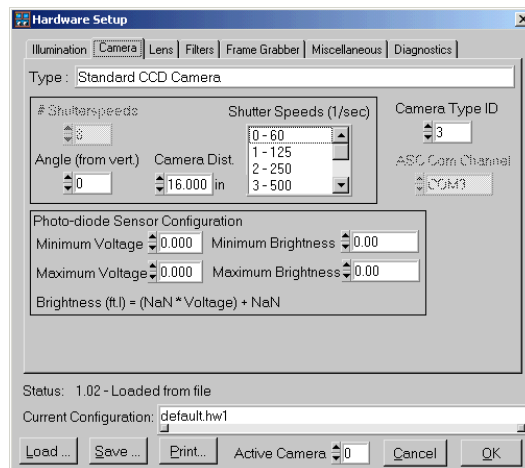 Hardware Setup
Illumination Camera Lens Filters Frame Grabber Miscellaneous Diagnostics
Type : Standard CCD Camera
# Shutterspeeds
8
Shutter Speeds (1/sec)
0 - 60
1 - 125
2 - 250
3 - 500
Camera Type ID
3
Angle (from vert.)
0
Camera Dist.
16.000 in
ASC Com Channel
COM3
Photo-diode Sensor Configuration
Minimum Voltage 0.000 Minimum Brightness 0.00
Maximum Voltage 0.000 Maximum Brightness 0.00
Brightness (ft.l) = (NaN * Voltage) + NaN
Status: 1.02 - Loaded from file
Current Configuration: default.hw1
Load ... Save ... Print... Active Camera 0 Cancel OK